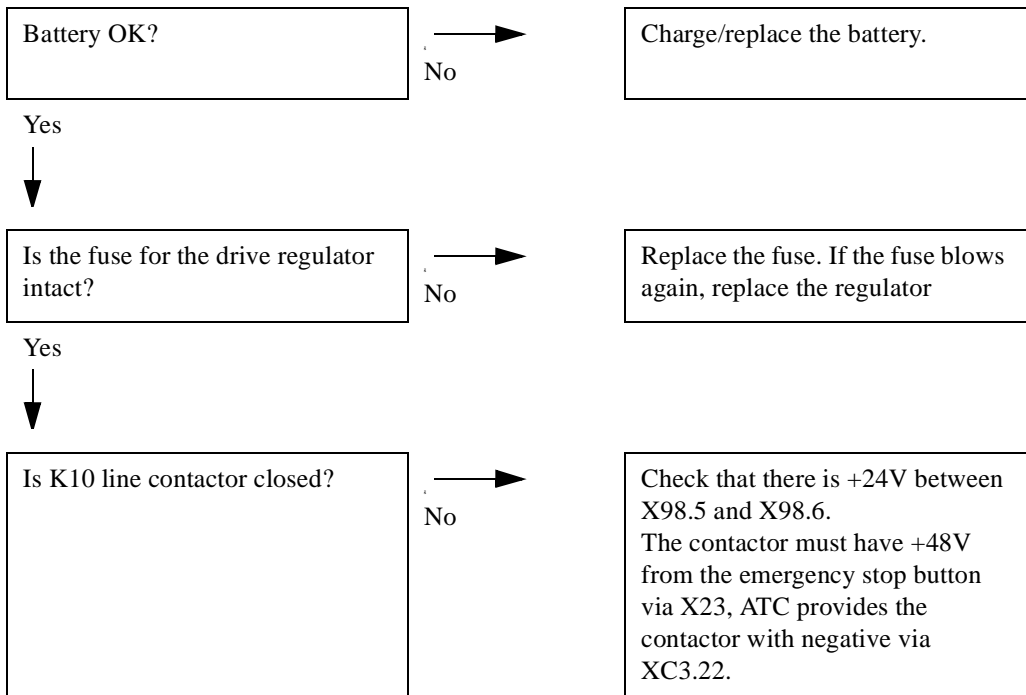 Battery OK?
No
Charge/replace the battery.
Yes
Is the fuse for the drive regulator
intact?
No
Replace the fuse. If the fuse blows
again, replace the regulator
Yes
Is K10 line contactor closed?
No
Check that there is +24V between
X98.5 and X98.6.
The contactor must have +48V
from the emergency stop button
via X23, ATC provides the
contactor with negative via
XC3.22.